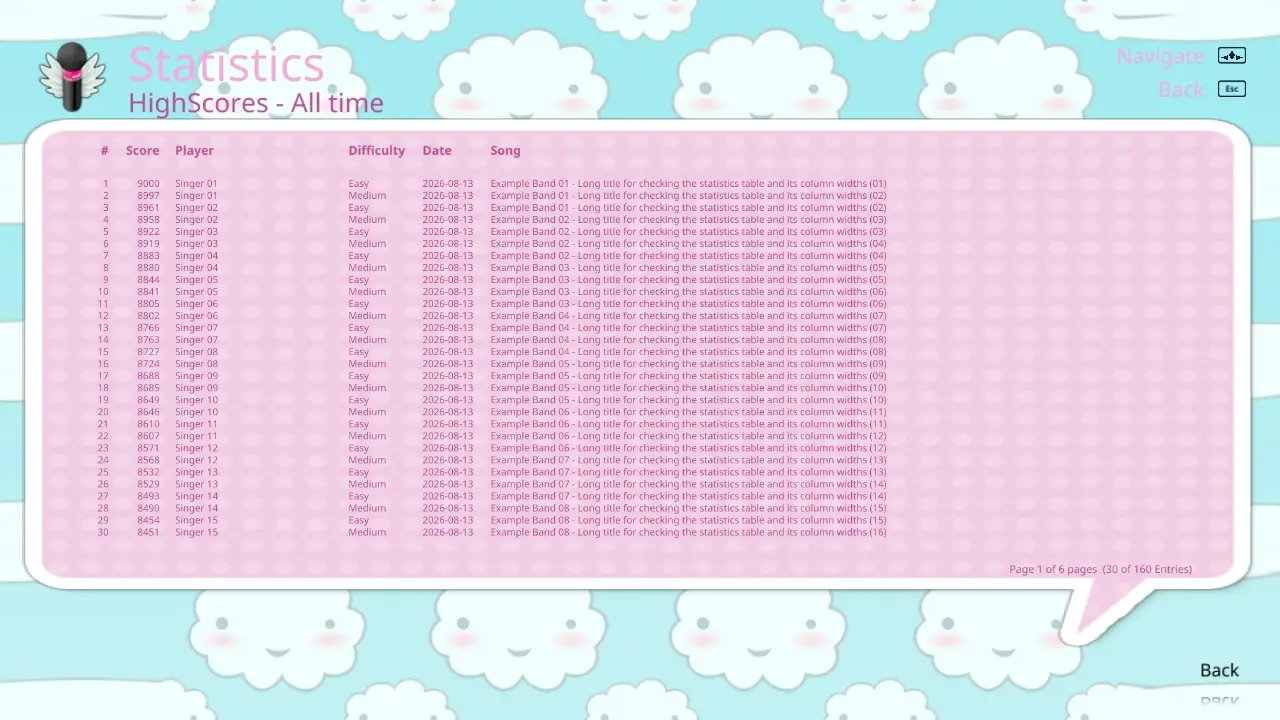 Statistics
HighScores - All time
Navigate
Back Esc
# Score Player Difficulty Date Song
1 9000 Singer 01 Easy 2026-08-13 Example Band 01 - Long title for checking the statistics table and its column widths (01)
2 8997 Singer 01 Medium 2026-08-13 Example Band 01 - Long title for checking the statistics table and its column widths (02)
3 8961 Singer 02 Easy 2026-08-13 Example Band 01 - Long title for checking the statistics table and its column widths (02)
4 8958 Singer 02 Medium 2026-08-13 Example Band 02 - Long title for checking the statistics table and its column widths (03)
5 8922 Singer 03 Easy 2026-08-13 Example Band 02 - Long title for checking the statistics table and its column widths (03)
6 8919 Singer 03 Medium 2026-08-13 Example Band 02 - Long title for checking the statistics table and its column widths (04)
7 8883 Singer 04 Easy 2026-08-13 Example Band 02 - Long title for checking the statistics table and its column widths (04)
8 8880 Singer 04 Medium 2026-08-13 Example Band 03 - Long title for checking the statistics table and its column widths (05)
9 8844 Singer 05 Easy 2026-08-13 Example Band 03 - Long title for checking the statistics table and its column widths (05)
10 8841 Singer 05 Medium 2026-08-13 Example Band 03 - Long title for checking the statistics table and its column widths (06)
11 8805 Singer 06 Easy 2026-08-13 Example Band 03 - Long title for checking the statistics table and its column widths (06)
12 8802 Singer 06 Medium 2026-08-13 Example Band 04 - Long title for checking the statistics table and its column widths (07)
13 8766 Singer 07 Easy 2026-08-13 Example Band 04 - Long title for checking the statistics table and its column widths (07)
14 8763 Singer 07 Medium 2026-08-13 Example Band 04 - Long title for checking the statistics table and its column widths (08)
15 8727 Singer 08 Easy 2026-08-13 Example Band 04 - Long title for checking the statistics table and its column widths (08)
16 8724 Singer 08 Medium 2026-08-13 Example Band 05 - Long title for checking the statistics table and its column widths (09)
17 8688 Singer 09 Easy 2026-08-13 Example Band 05 - Long title for checking the statistics table and its column widths (09)
18 8685 Singer 09 Medium 2026-08-13 Example Band 05 - Long title for checking the statistics table and its column widths (10)
19 8649 Singer 10 Easy 2026-08-13 Example Band 05 - Long title for checking the statistics table and its column widths (10)
20 8646 Singer 10 Medium 2026-08-13 Example Band 06 - Long title for checking the statistics table and its column widths (11)
21 8610 Singer 11 Easy 2026-08-13 Example Band 06 - Long title for checking the statistics table and its column widths (11)
22 8607 Singer 11 Medium 2026-08-13 Example Band 06 - Long title for checking the statistics table and its column widths (12)
23 8571 Singer 12 Easy 2026-08-13 Example Band 06 - Long title for checking the statistics table and its column widths (12)
24 8568 Singer 12 Medium 2026-08-13 Example Band 07 - Long title for checking the statistics table and its column widths (13)
25 8532 Singer 13 Easy 2026-08-13 Example Band 07 - Long title for checking the statistics table and its column widths (13)
26 8529 Singer 13 Medium 2026-08-13 Example Band 07 - Long title for checking the statistics table and its column widths (14)
27 8493 Singer 14 Easy 2026-08-13 Example Band 07 - Long title for checking the statistics table and its column widths (14)
28 8490 Singer 14 Medium 2026-08-13 Example Band 08 - Long title for checking the statistics table and its column widths (15)
29 8454 Singer 15 Easy 2026-08-13 Example Band 08 - Long title for checking the statistics table and its column widths (15)
30 8451 Singer 15 Medium 2026-08-13 Example Band 08 - Long title for checking the statistics table and its column widths (16)
Page 1 of 6 pages (30 of 160 Entries)
Back